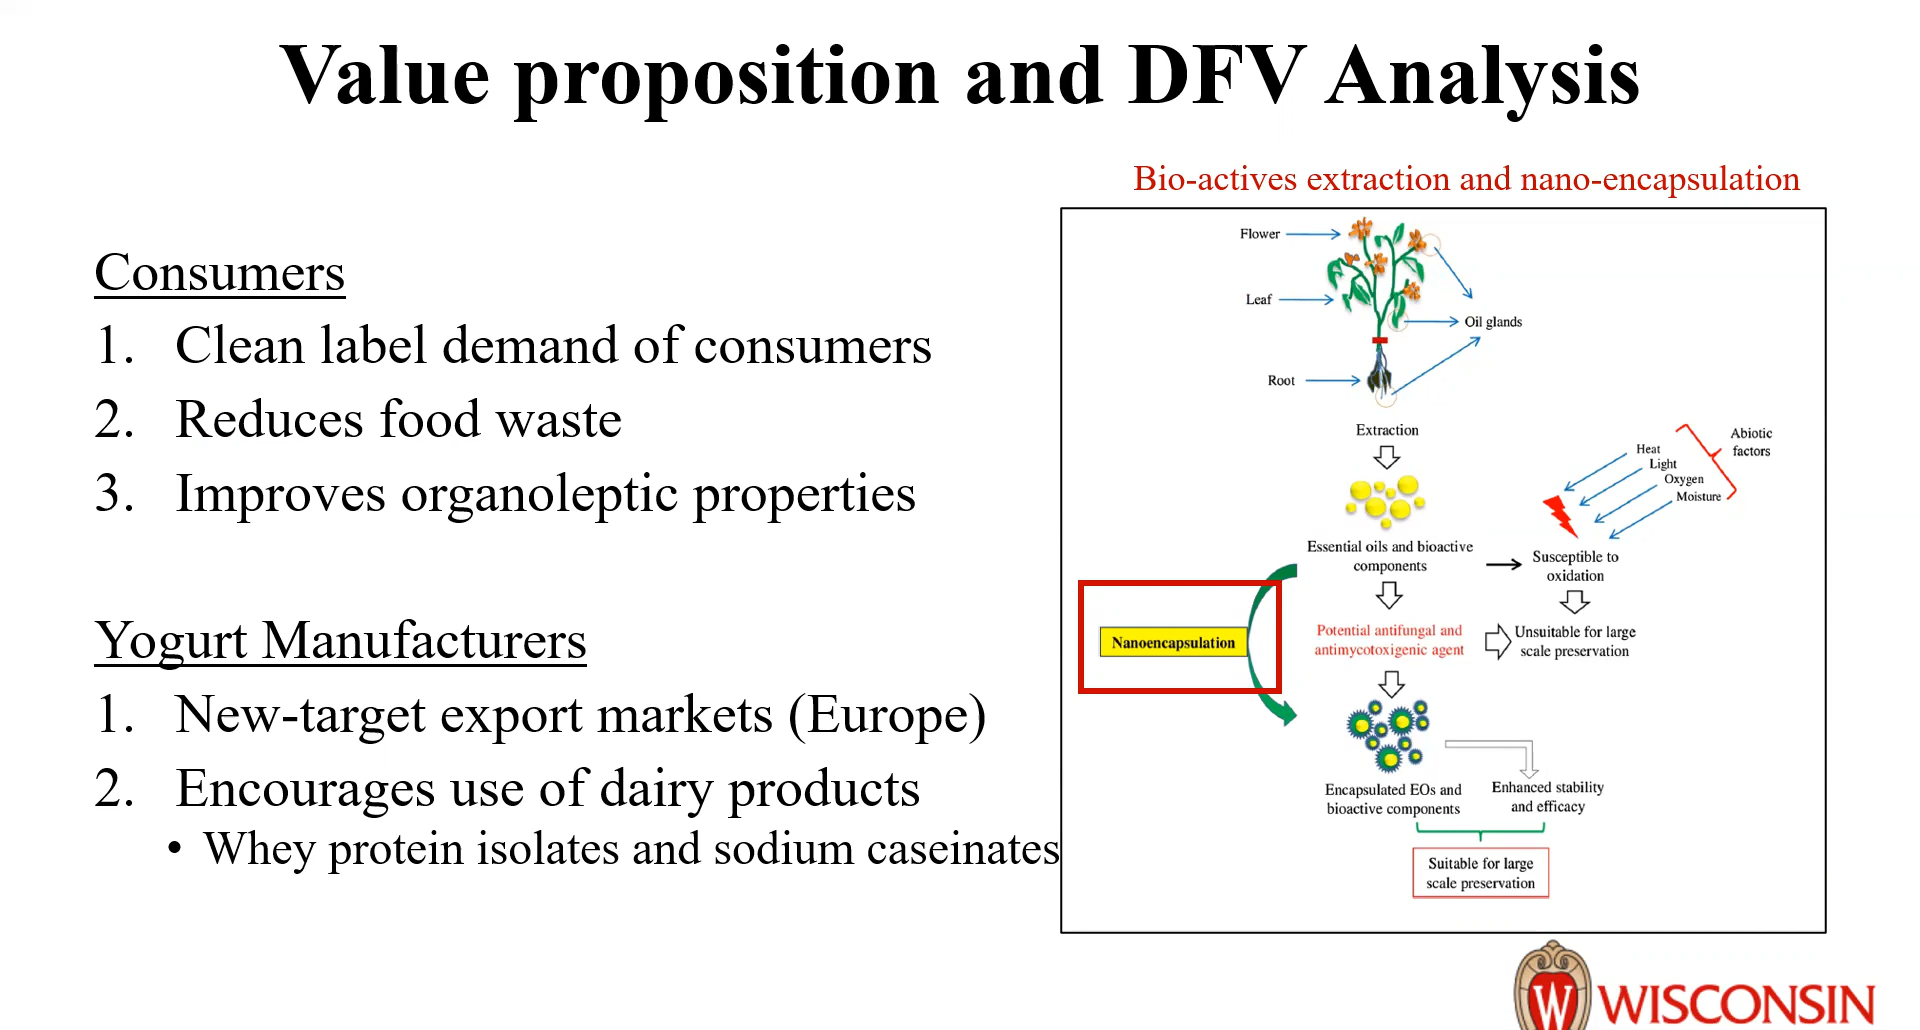 Value proposition and DFV Analysis
Consumers
1. Clean label demand of consumers
2. Reduces food waste
3. Improves organoleptic properties
Yogurt Manufacturers
1. New-target export markets (Europe)
2. Encourages use of dairy products
• Whey protein isolates and sodium caseinates
Bio-actives extraction and nano-encapsulation
Flower
Leaf
Oil glands
Root
Extraction
Heat
Light
Oxygen
Moisture
Abiotic
factors
Essential oils and bioactive
components
Susceptible to
oxidation
Nanoencapsulation
Potential antifungal and
antimycotoxigenic agent
Unsuitable for large
scale preservation
Encapsulated EOs and
bioactive components
Enhanced stability
and efficacy
Suitable for large
scale preservation
W
WISCONSIN